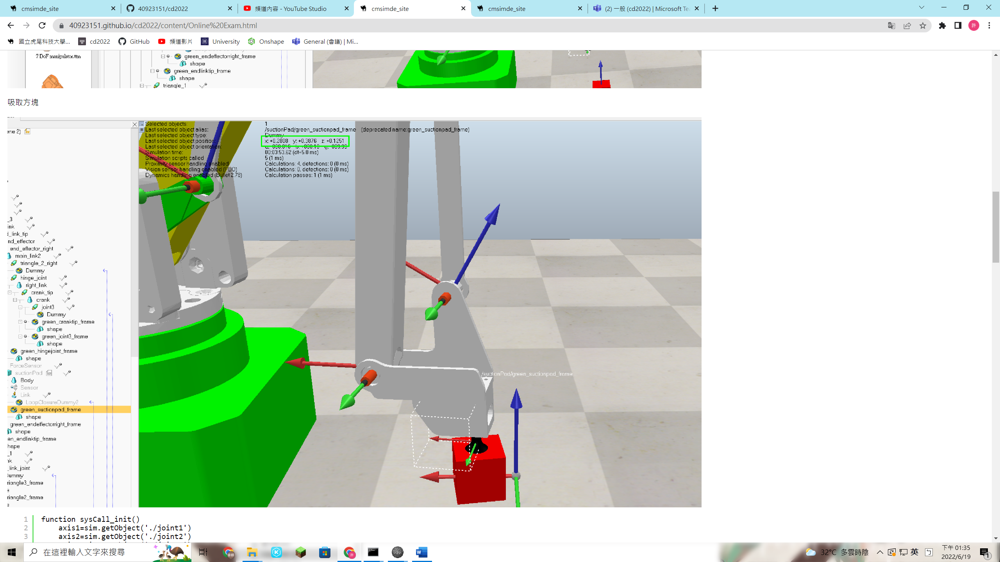 cmsimde_site
40923151/cd2022
頻道內容 - YouTube Studio
cmsimde_site
cmsimde_site
(2) 一般 (cd2022) | Microsoft Te
40923151.github.io/cd2022/content/Online%20Exam.html
許
國立虎尾科技大學...
cd2022
GitHub
頻道影片
University
Onshape
General (會議) | Mi...
7 DoF manipulator.ttm
green_endeffectorright_frame
shape
green_endlinktip_frame
shape
triangle_1
吸取方塊
Selected objects: 1
Last selected object alias: /suctionPad/green_suctionpad_frame (deprecated name:green_suctionpad_frame)
Last selected object type: Dummy
Last selected object position: x: +0.2808 y: +0.3876 z: +0.1251
Last selected object orientation:
Simulation time: 00:03:53.62 (dt=5.0 ms)
Simulation scripts called 5 (1 ms)
Proximity sensor handling enabled Calculations: 4, detections: 0 (0 ms)
Vision sensor handling enabled (FBO) Calculations: 0, detections: 0 (0 ms)
Dynamics handling enabled (Bullet 2.78) Calculation passes: 1 (1 ms)
ene 2)
_3
ink
d_link_tip
nd_effector
end_effector_right
main_link2
triangle_2_right
Dummy
hinge_joint
right_link
crank_tip
crank
joint3
Dummy
green_cranktip_frame
shape
green_joint3_frame
shape
green_hingejoint_frame
shape
ForceSensor
suctionPad
Body
Sensor
Link
LoopClosureDummy2
green_suctionpad_frame
shape
green_endeffectorright_frame
shape
en_endlinktip_frame
hape
_1
nk
_link_joint
Dummy
riangle3_frame
e
riangle2_frame
e
/suctionPad/green_suctionpad_frame
1 function sysCall_init()
2 axis1=sim.getObject('./joint1')
3 axis2=sim.getObject('./joint2')
在這裡輸入文字來搜尋
32°C 多雲時陰
英
ㄅ
下午 01:35
2022/6/19
1